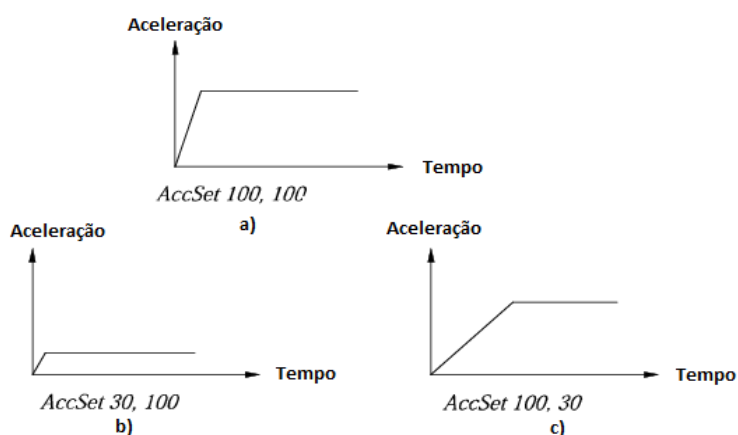 Aceleração
Tempo
AccSet 100, 100
a)
Aceleração
Tempo
AccSet 30, 100
b)
Aceleração
Tempo
AccSet 100, 30
c)